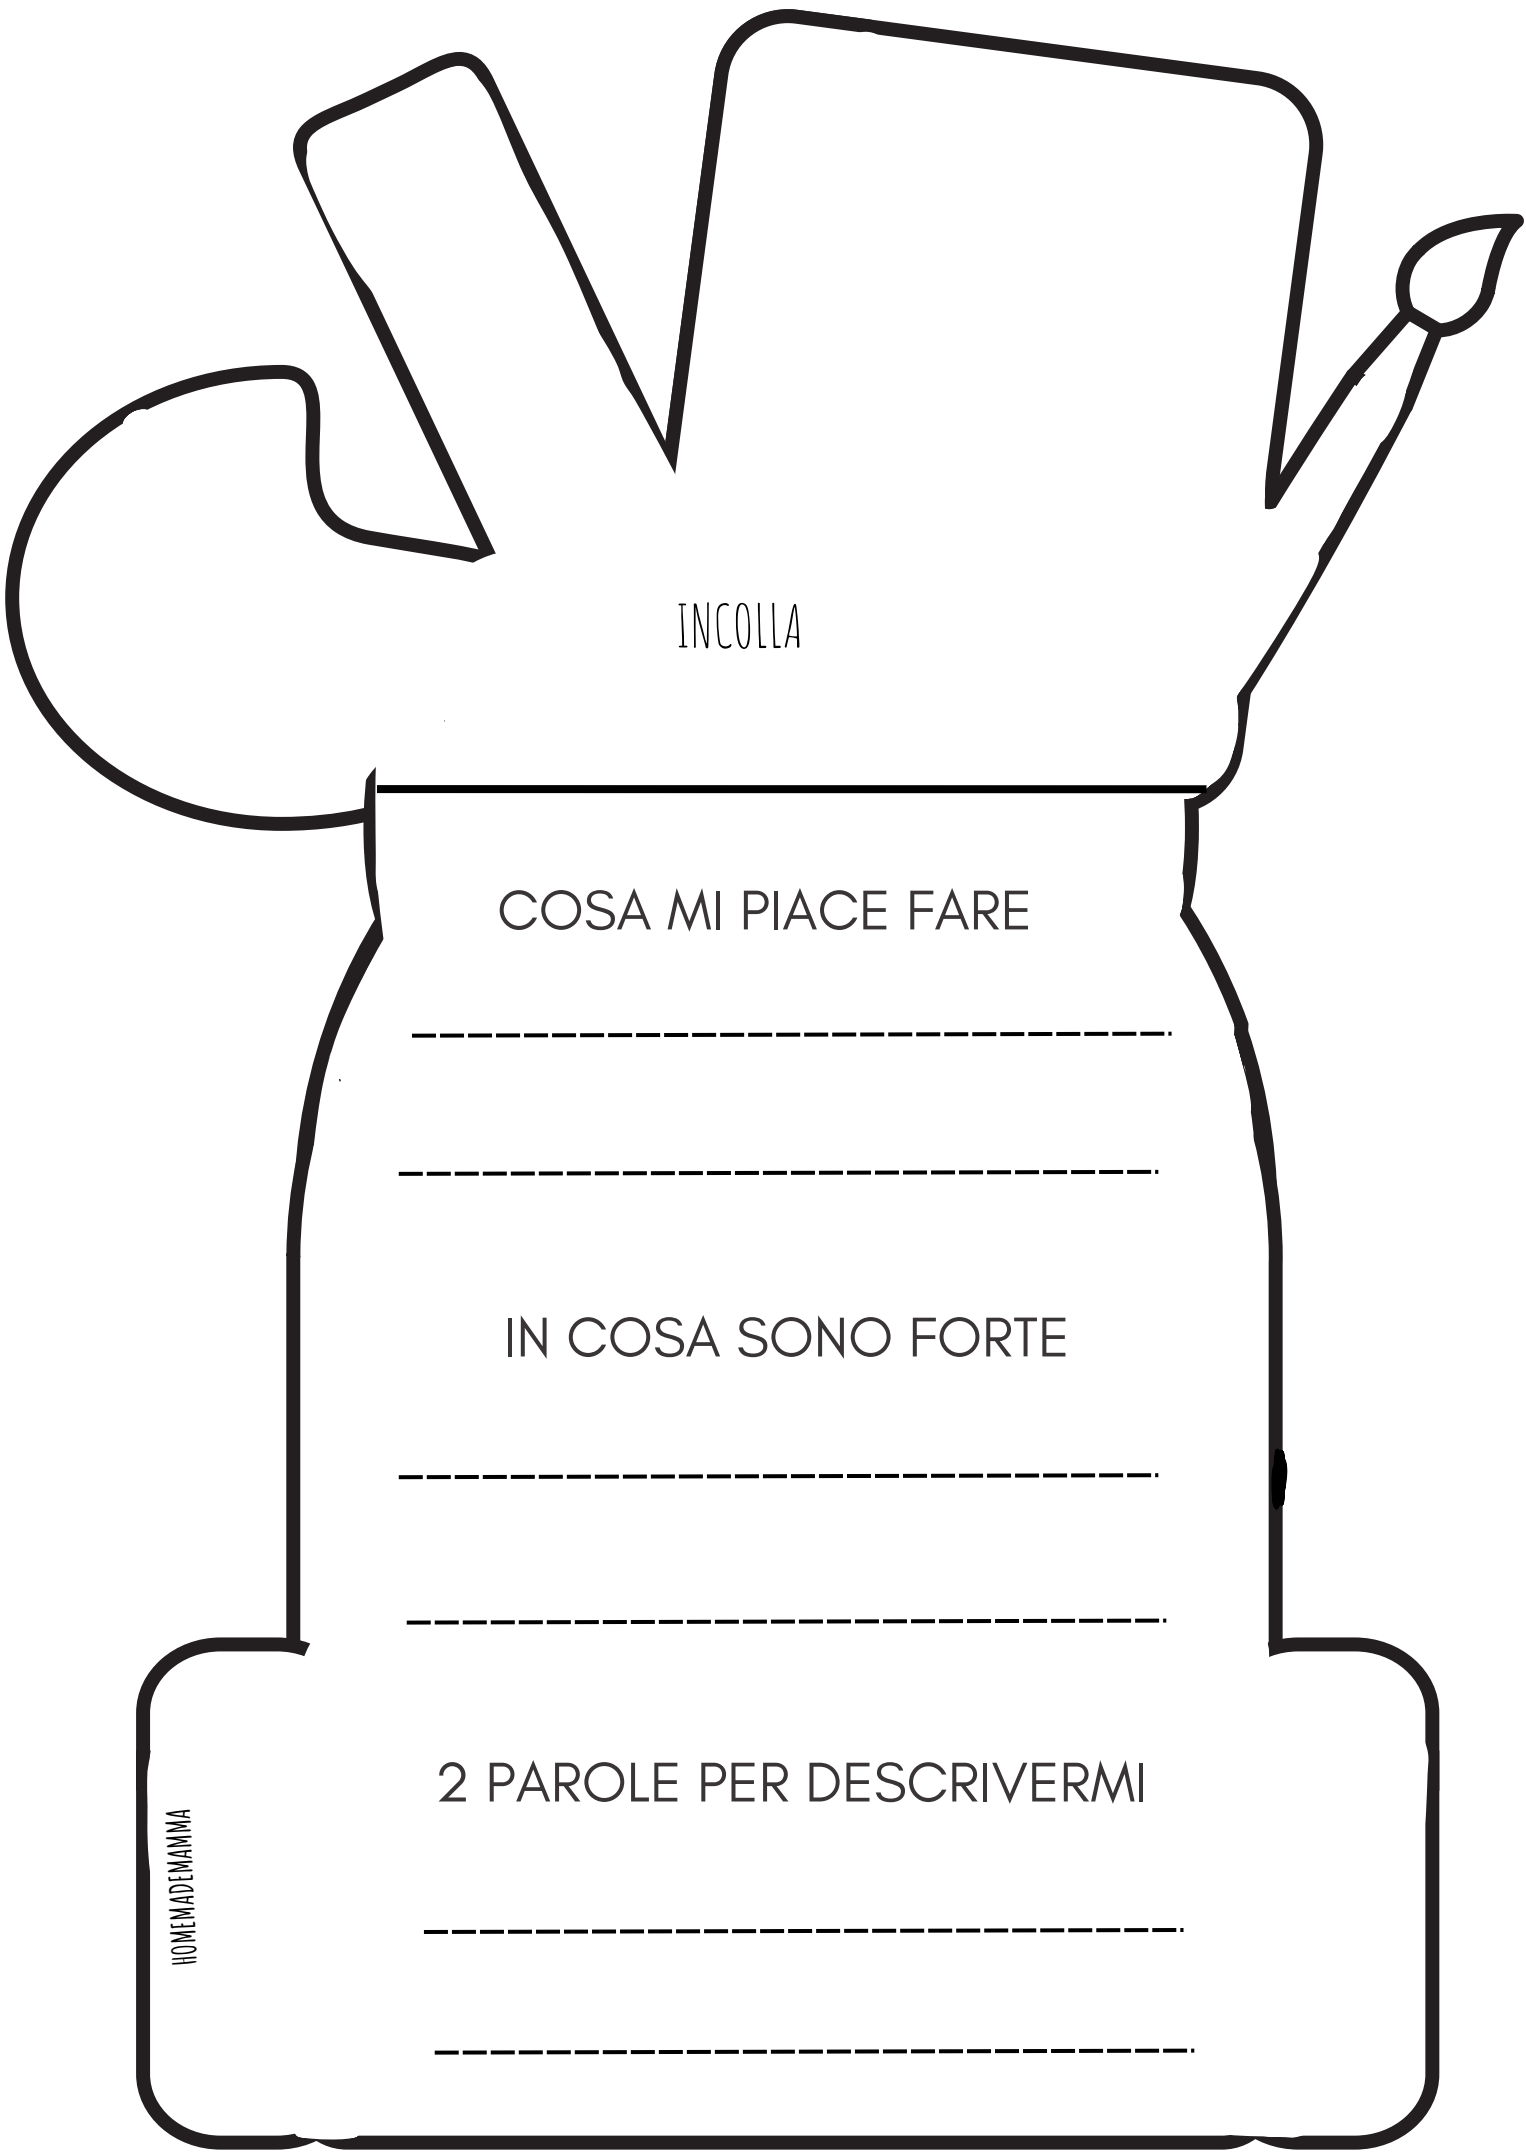 INCOLLA
COSA MI PIACE FARE
IN COSA SONO FORTE
2 PAROLE PER DESCRIVERMI
HOMEMADEMAMMA